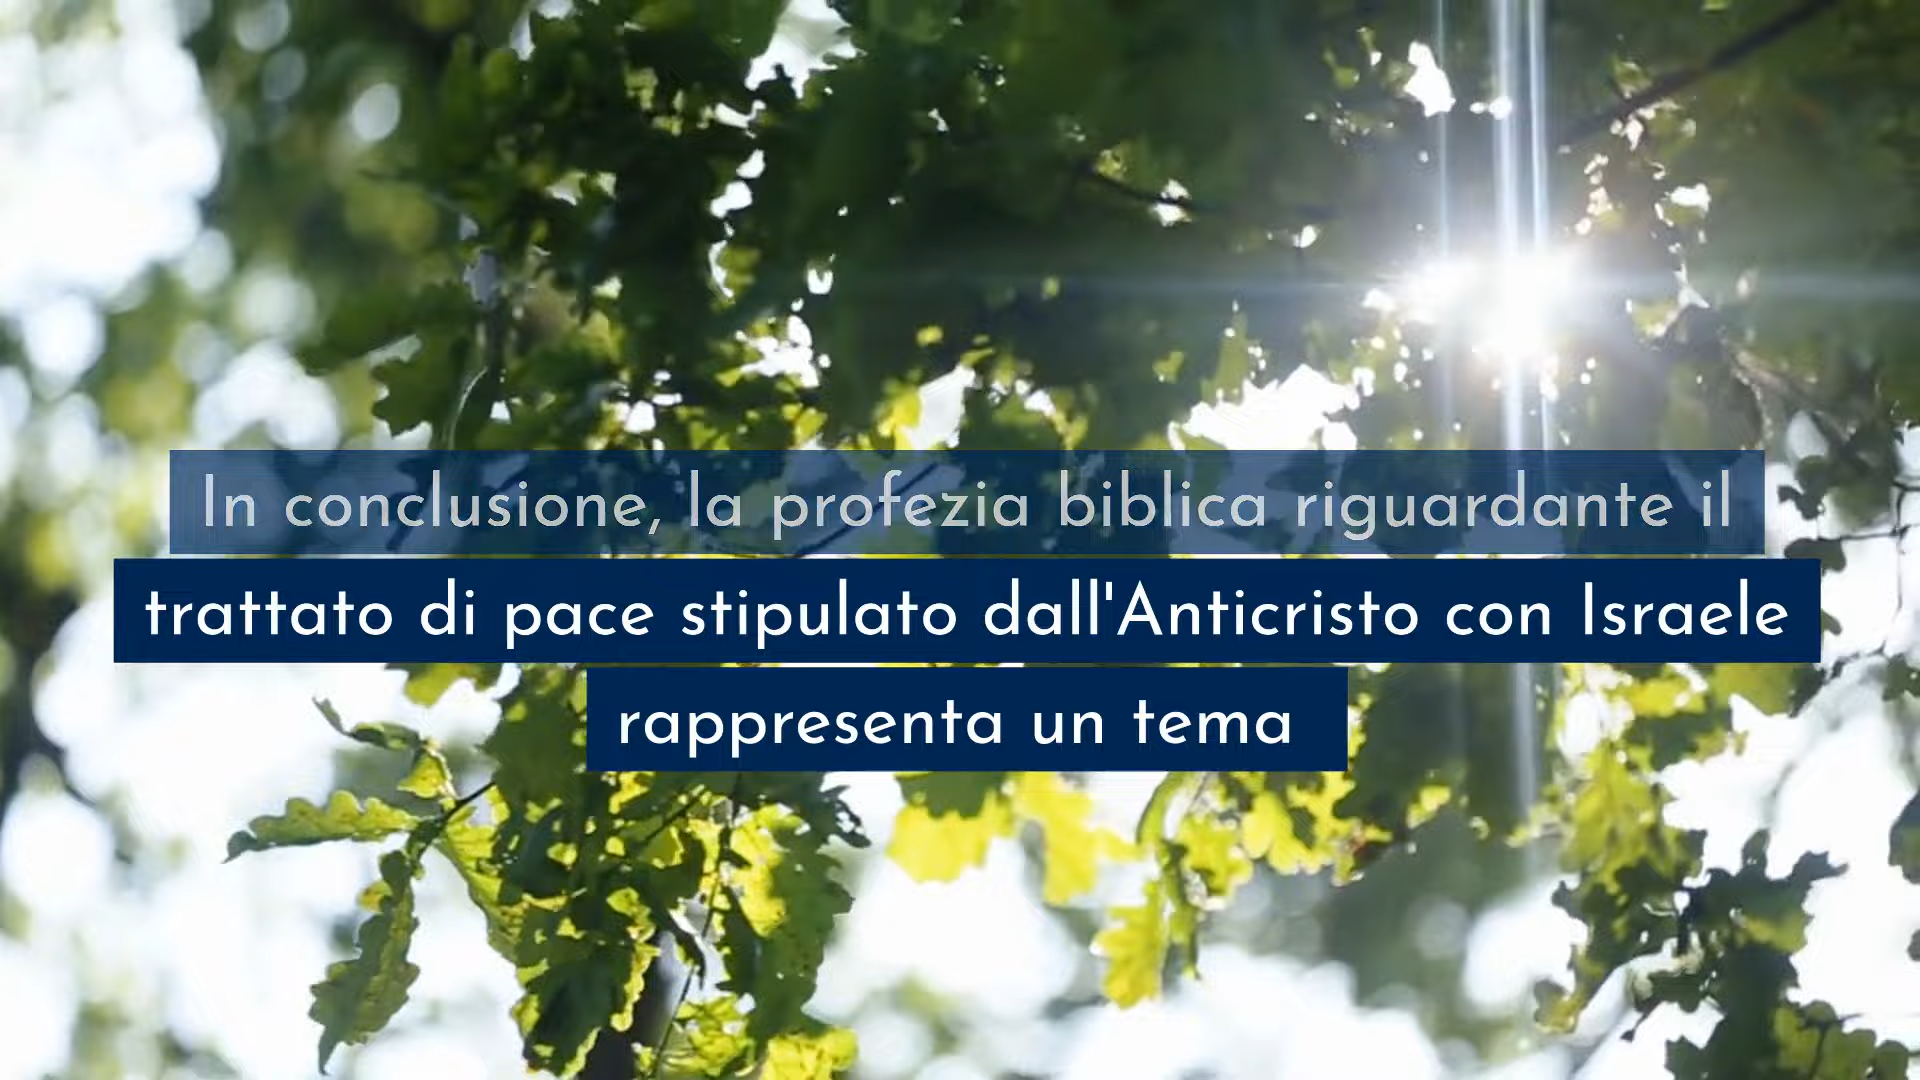 In conclusione, la profezia biblica riguardante il
trattato di pace stipulato dall'Anticristo con Israele
rappresenta un tema